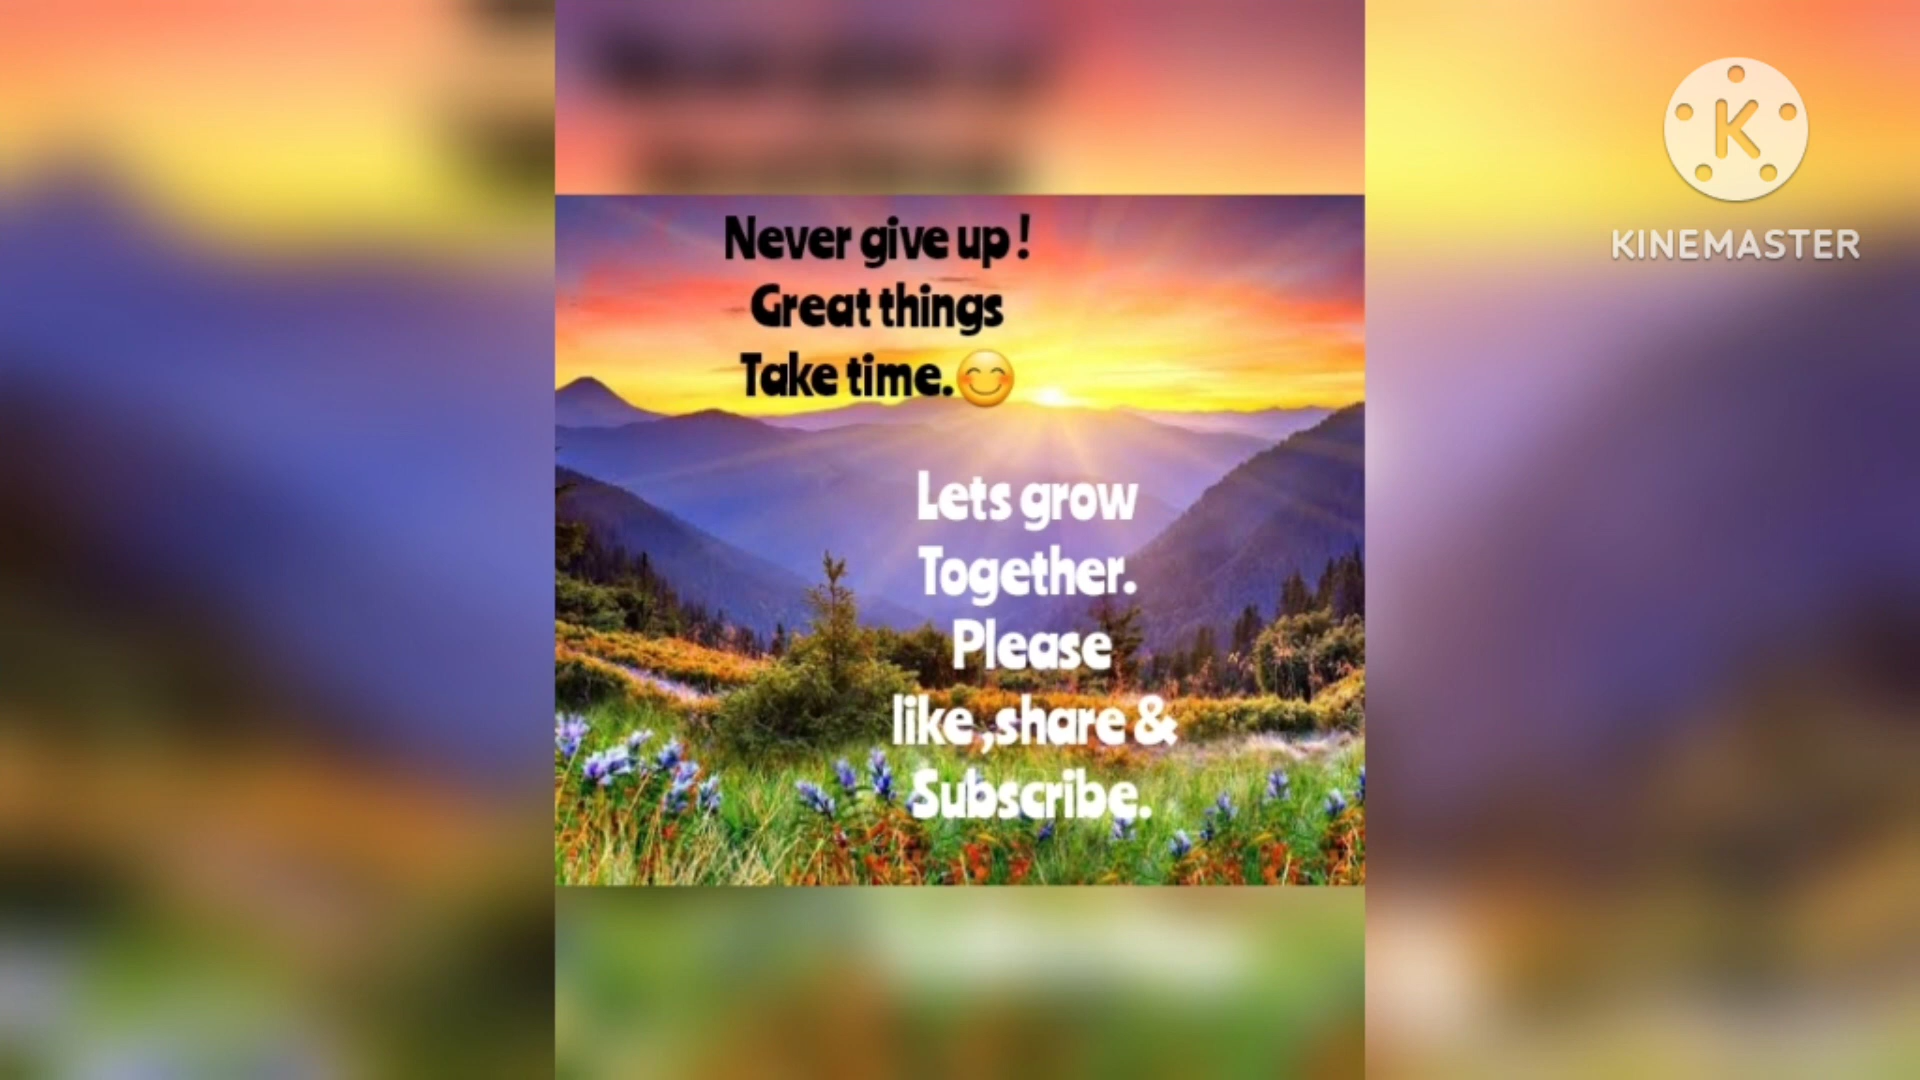 Never give up !
Great things
Take time.😊
Lets grow
Together.
Please
like ,share &
Subscribe.
K
KINEMASTER